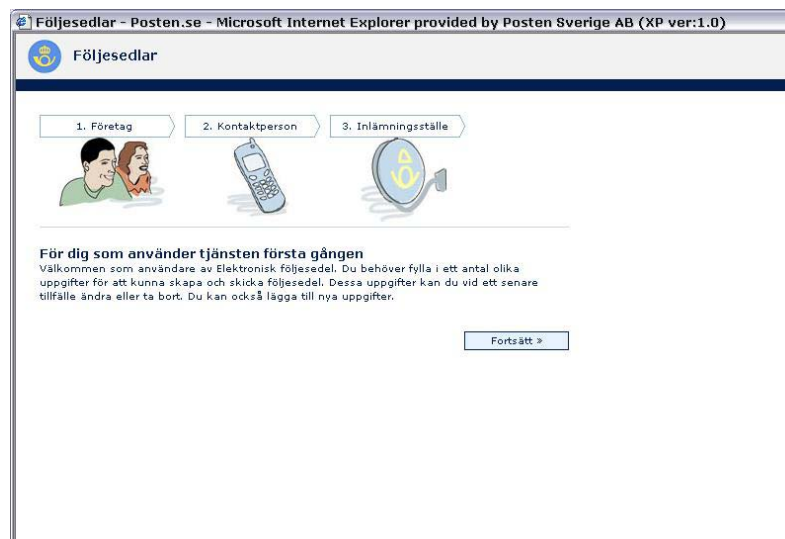 Följesedlar - Posten.se - Microsoft Internet Explorer provided by Posten Sverige AB (XP ver:1.0)
Följesedlar
1. Företag
2. Kontaktperson
3. Inlämningsställe
För dig som använder tjänsten första gången
Välkommen som användare av Elektronisk följesedel. Du behöver fylla i ett antal olika
uppgifter för att kunna skapa och skicka följesedel. Dessa uppgifter kan du vid ett senare
tillfälle ändra eller ta bort. Du kan också lägga till nya uppgifter.
Fortsätt »